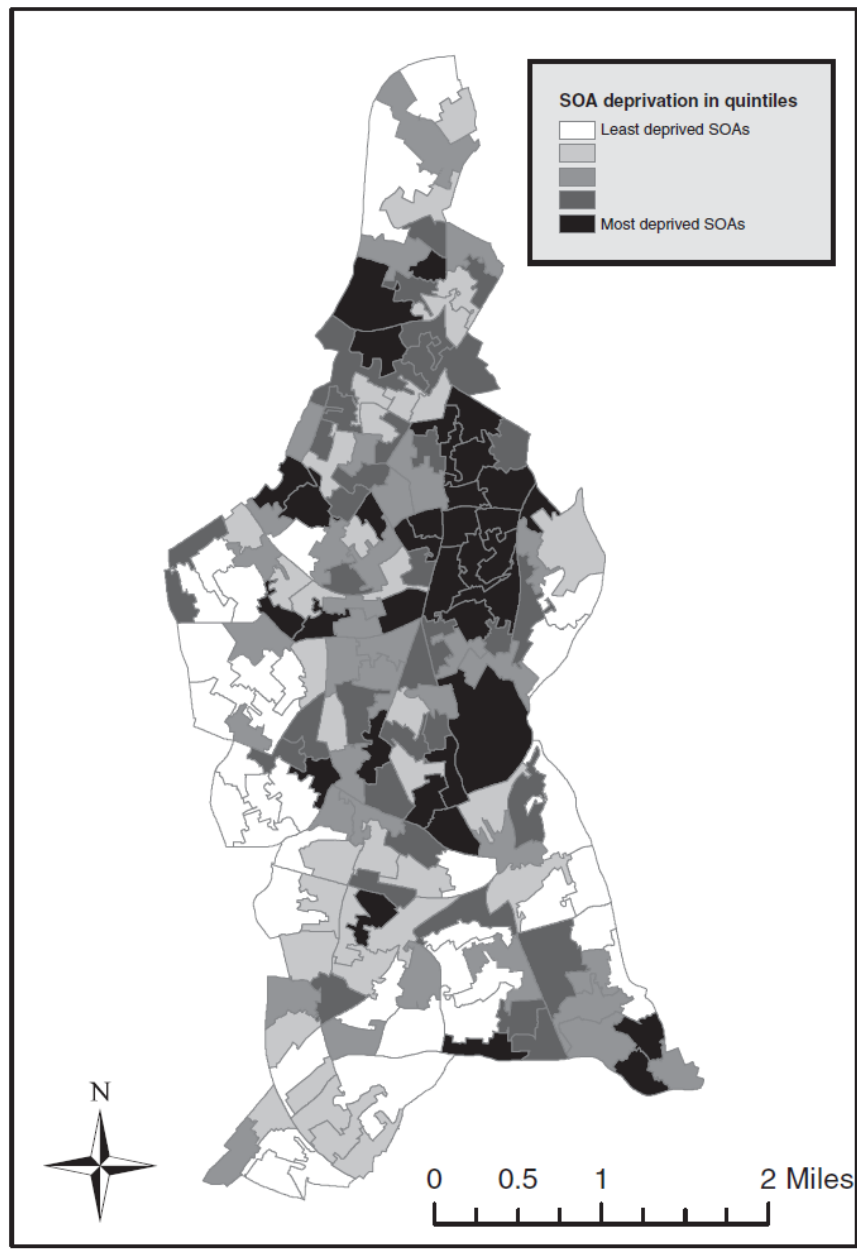 SOA deprivation in quintiles
Least deprived SOAs
Most deprived SOAs
N
0 0.5 1 2 Miles